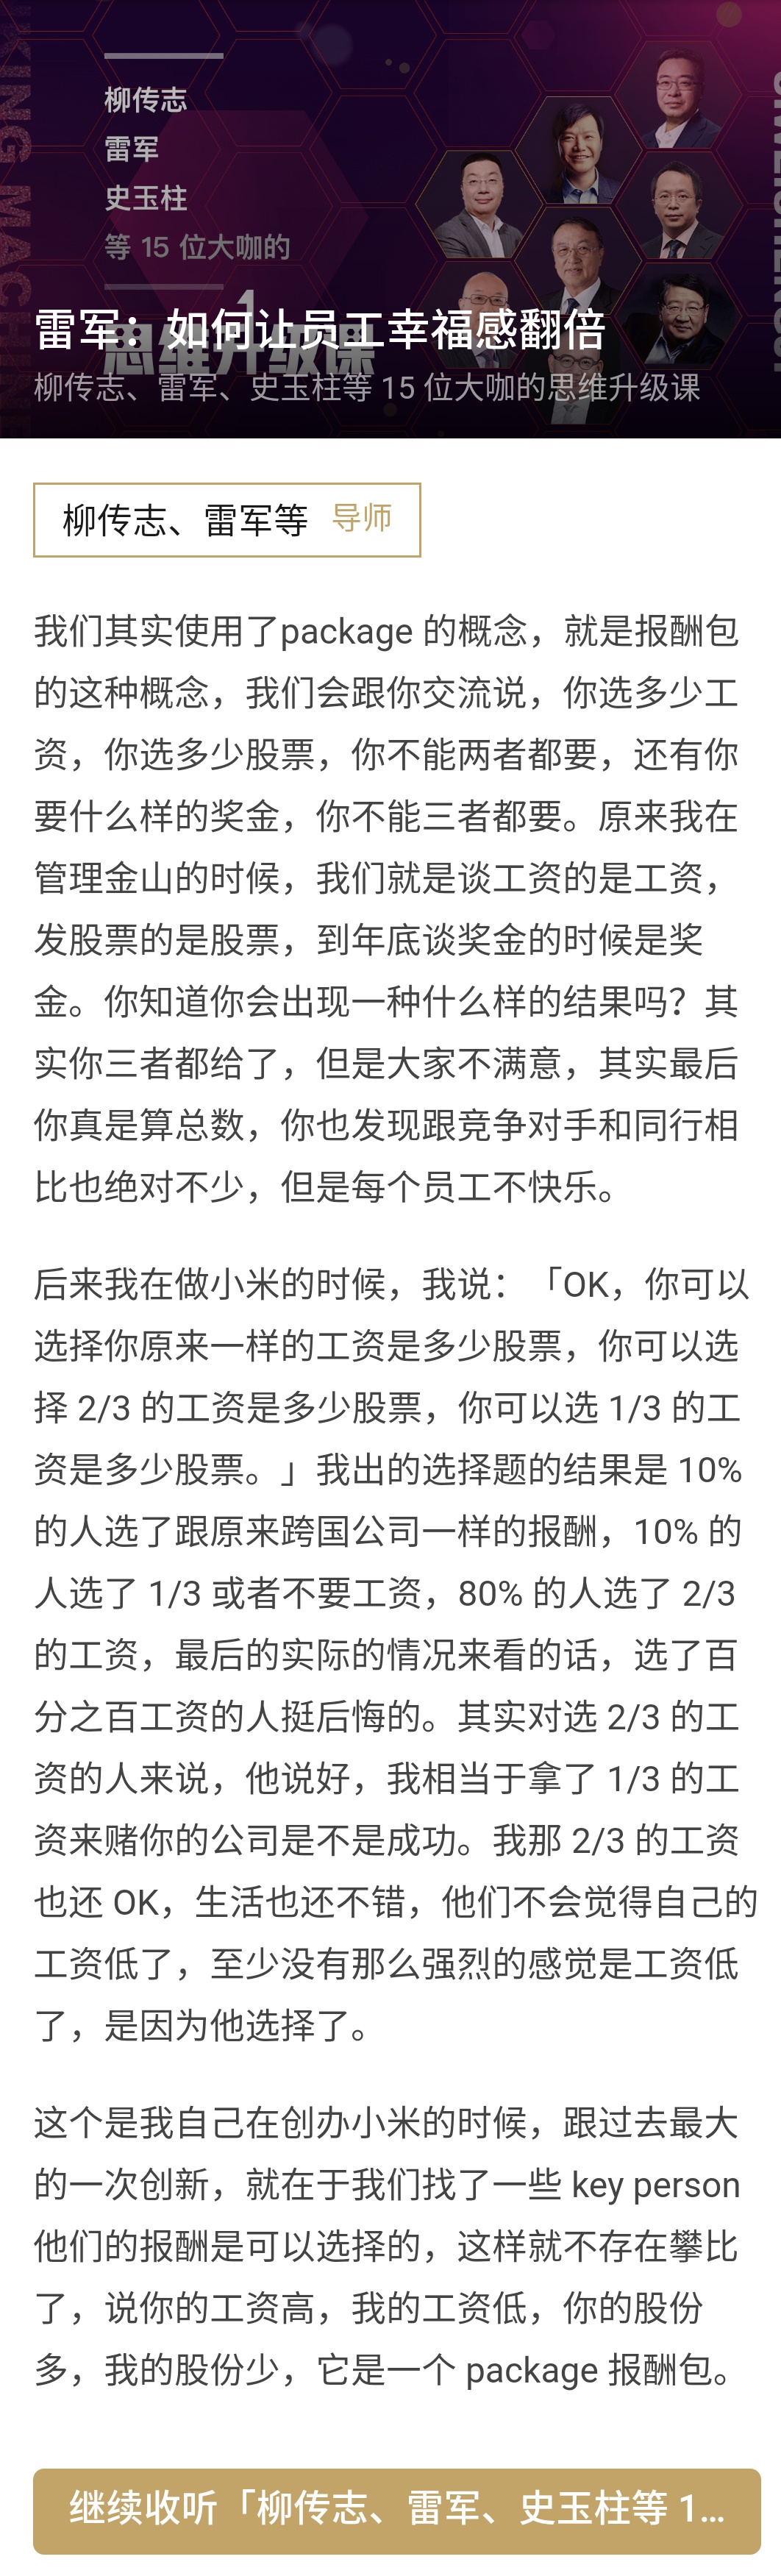 柳传志
雷军
史玉柱
等 15 位大咖的
思维升级课
雷军：如何让员工幸福感翻倍
柳传志、雷军、史玉柱等 15 位大咖的思维升级课
柳传志、雷军等 导师
我们其实使用了package 的概念，就是报酬包
的这种概念，我们会跟你交流说，你选多少工
资，你选多少股票，你不能两者都要，还有你
要什么样的奖金，你不能三者都要。原来我在
管理金山的时候，我们就是谈工资的是工资，
发股票的是股票，到年底谈奖金的时候是奖
金。你知道你会出现一种什么样的结果吗？其
实你三者都给了，但是大家不满意，其实最后
你真是算总数，你也发现跟竞争对手和同行相
比也绝对不少，但是每个员工不快乐。
后来我在做小米的时候，我说：「OK，你可以
选择你原来一样的工资是多少股票，你可以选
择 2/3 的工资是多少股票，你可以选 1/3 的工
资是多少股票。」我出的选择题的结果是 10%
的人选了跟原来跨国公司一样的报酬，10% 的
人选了 1/3 或者不要工资，80% 的人选了 2/3
的工资，最后的实际的情况来看的话，选了百
分之百工资的人挺后悔的。其实对选 2/3 的工
资的人来说，他说好，我相当于拿了 1/3 的工
资来赌你的公司是不是成功。我那 2/3 的工资
也还 OK，生活也还不错，他们不会觉得自己的
工资低了，至少没有那么强烈的感觉是工资低
了，是因为他选择了。
这个是我自己在创办小米的时候，跟过去最大
的一次创新，就在于我们找了一些 key person
他们的报酬是可以选择的，这样就不存在攀比
了，说你的工资高，我的工资低，你的股份
多，我的股份少，它是一个 package 报酬包。
继续收听「柳传志、雷军、史玉柱等 1...